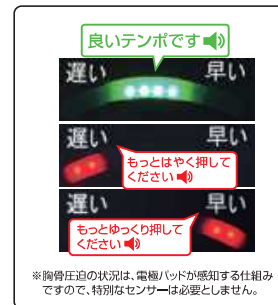 良いテンポです
遅い 早い
遅い 早い
もっとはやく押して
ください
遅い 早い
もっとゆっくり押して
ください
※胸骨圧迫の状況は、電極パッドが感知する仕組み
ですので、特別なセンサーは必要としません。